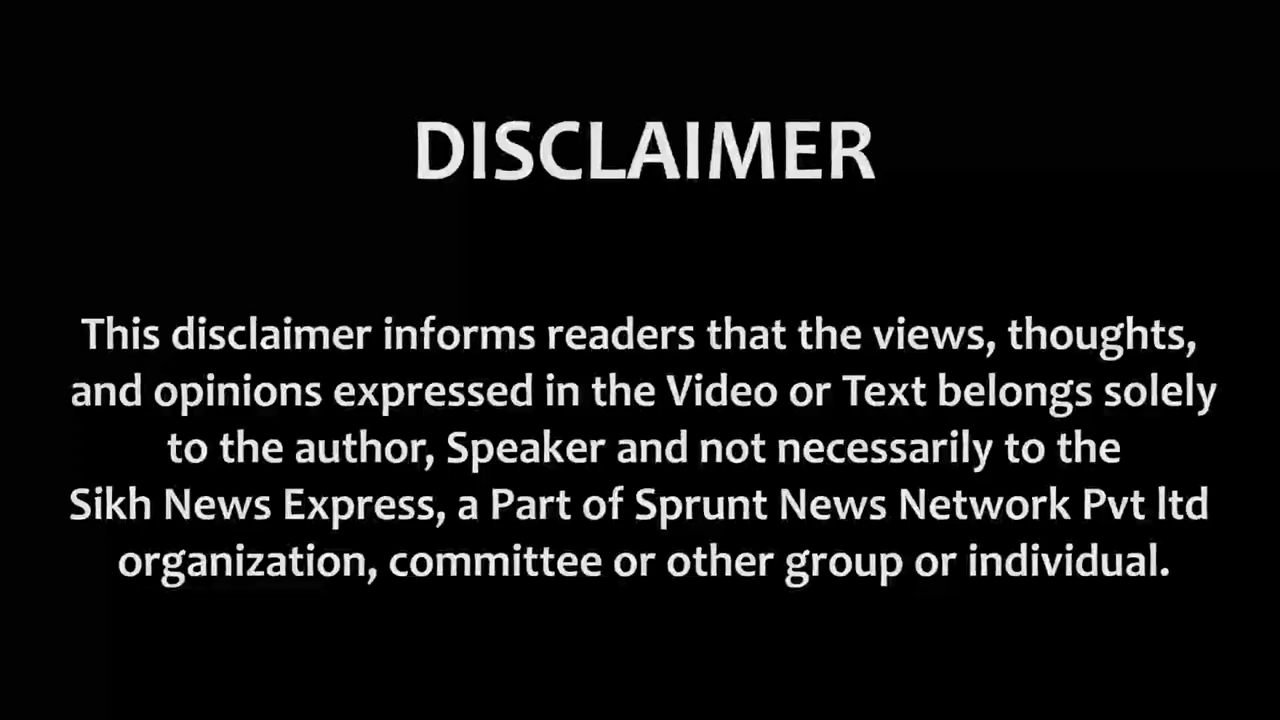 DISCLAIMER
This disclaimer informs readers that the views, thoughts,
and opinions expressed in the Video or Text belongs solely
to the author, Speaker and not necessarily to the
Sikh News Express, a Part of Sprunt News Network Pvt ltd
organization, committee or other group or individual.